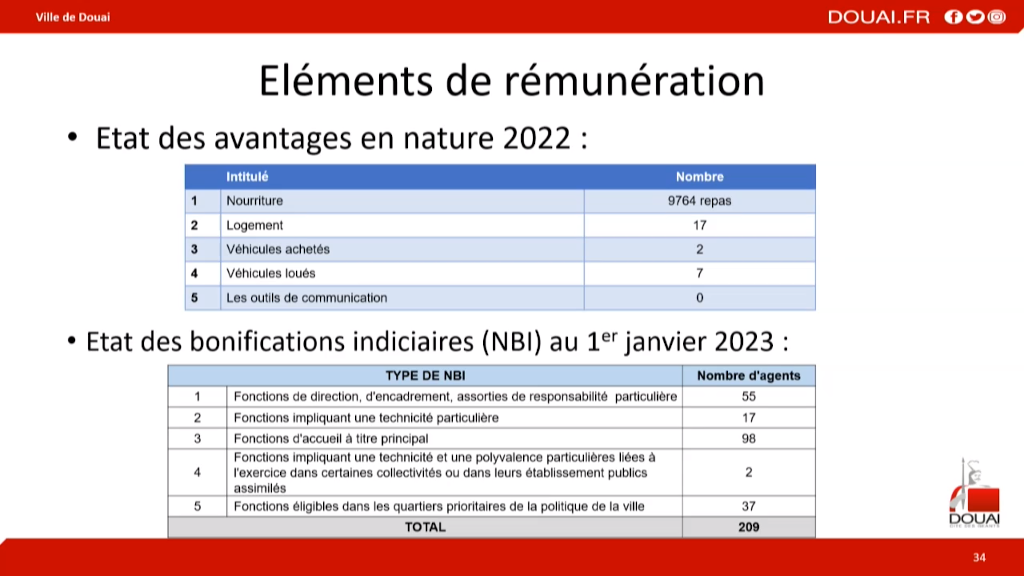 Ville de Douai
DOUAI.FR
Eléments de rémunération
• Etat des avantages en nature 2022 :
Intitulé Nombre
1 Nourriture 9764 repas
2 Logement 17
3 Véhicules achetés 2
4 Véhicules loués 7
5 Les outils de communication 0
• Etat des bonifications indiciaires (NBI) au 1er janvier 2023 :
TYPE DE NBI Nombre d'agents
1 Fonctions de direction, d'encadrement, assorties de responsabilité particulière 55
2 Fonctions impliquant une technicité particulière 17
3 Fonctions d'accueil à titre principal 98
Fonctions impliquant une technicité et une polyvalence particulières liées à
4 l'exercice dans certaines collectivités ou dans leurs établissement publics 2
assimilés
5 Fonctions éligibles dans les quartiers prioritaires de la politique de la ville 37
TOTAL 209
DOUAI
34